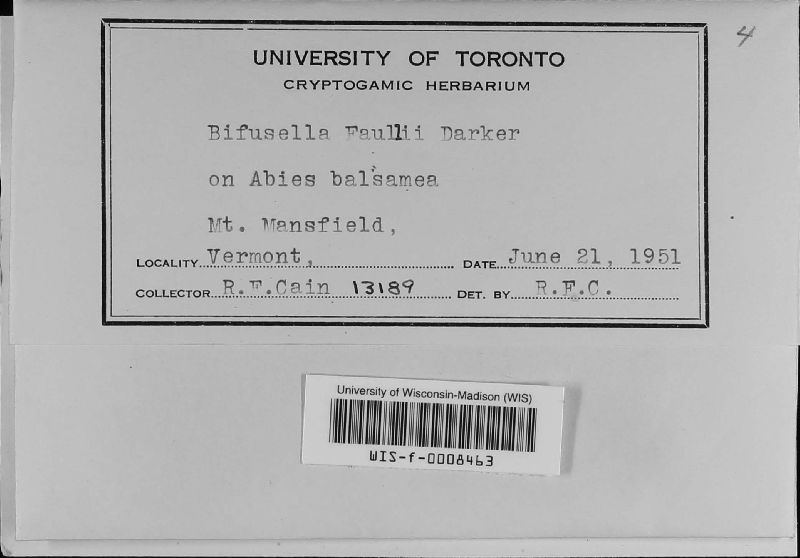 4
UNIVERSITY OF TORONTO
CRYPTOGAMIC HERBARIUM
Bifusella Faullii Darker
on Abies balsamea
Mt. Mansfield,
LOCALITY Vermont, DATE June 21, 1951
COLLECTOR R.F.Cain 13189 DET. BY R.F.C.
University of Wisconsin-Madison (WIS)
WIS-f-0008463